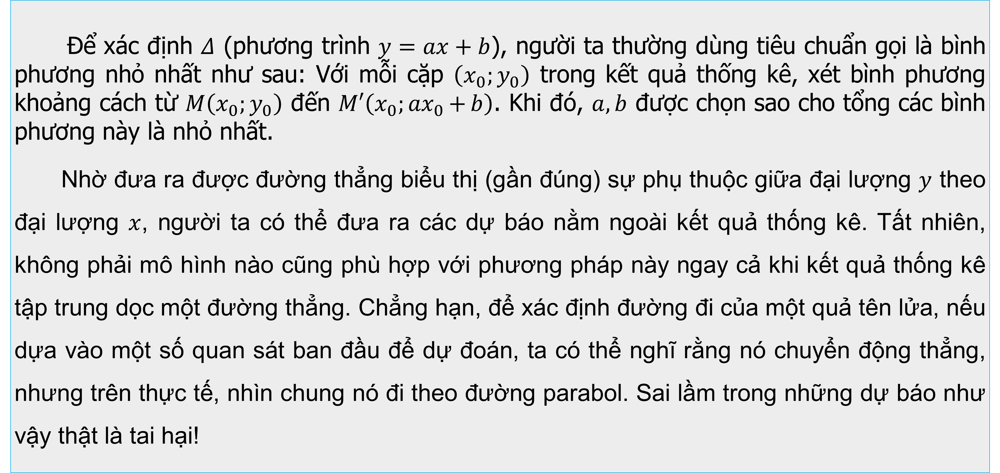 Để xác định 𝛥 (phương trình 𝑦 = 𝑎𝑥 + 𝑏), người ta thường dùng tiêu chuẩn gọi là bình
phương nhỏ nhất như sau: Với mỗi cặp (𝑥₀; 𝑦₀) trong kết quả thống kê, xét bình phương
khoảng cách từ 𝑀(𝑥₀; 𝑦₀) đến 𝑀′(𝑥₀; 𝑎𝑥₀ + 𝑏). Khi đó, 𝑎, 𝑏 được chọn sao cho tổng các bình
phương này là nhỏ nhất.
Nhờ đưa ra được đường thẳng biểu thị (gần đúng) sự phụ thuộc giữa đại lượng 𝑦 theo
đại lượng 𝑥, người ta có thể đưa ra các dự báo nằm ngoài kết quả thống kê. Tất nhiên,
không phải mô hình nào cũng phù hợp với phương pháp này ngay cả khi kết quả thống kê
tập trung dọc một đường thẳng. Chẳng hạn, để xác định đường đi của một quả tên lửa, nếu
dựa vào một số quan sát ban đầu để dự đoán, ta có thể nghĩ rằng nó chuyển động thẳng,
nhưng trên thực tế, nhìn chung nó đi theo đường parabol. Sai lầm trong những dự báo như
vậy thật là tai hại!